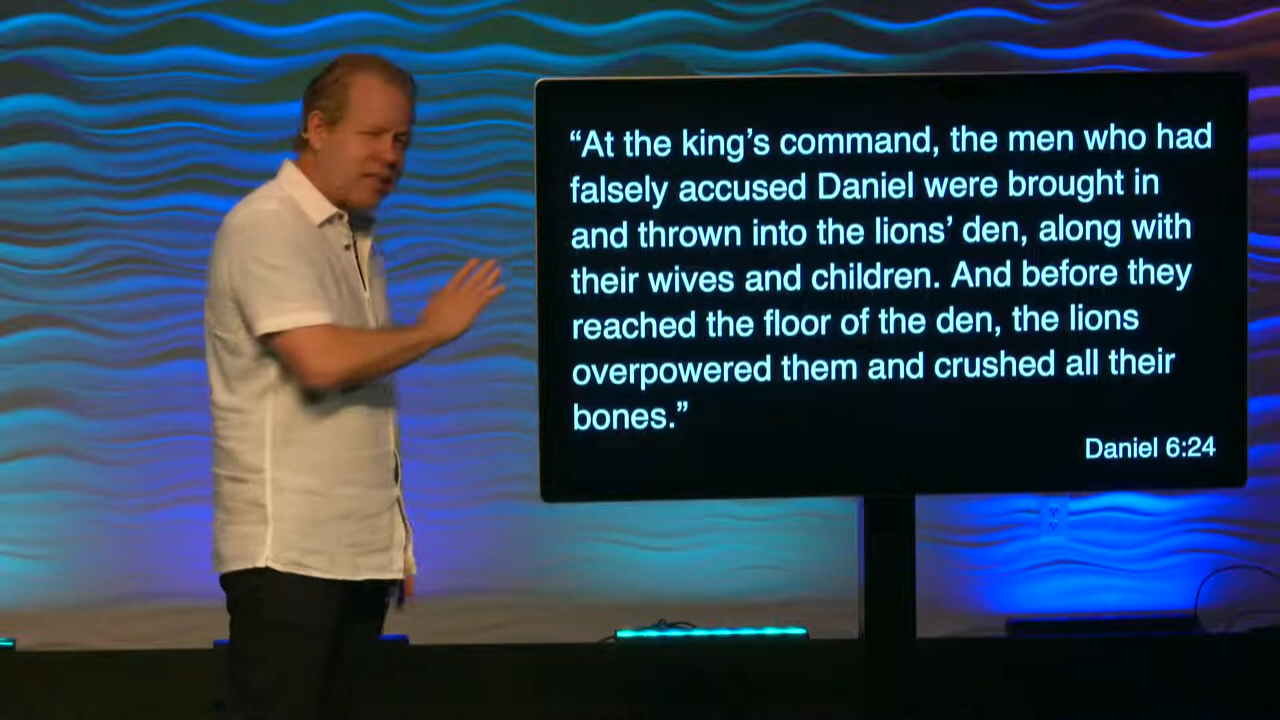 “At the king’s command, the men who had
falsely accused Daniel were brought in
and thrown into the lions’ den, along with
their wives and children. And before they
reached the floor of the den, the lions
overpowered them and crushed all their
bones.”
Daniel 6:24